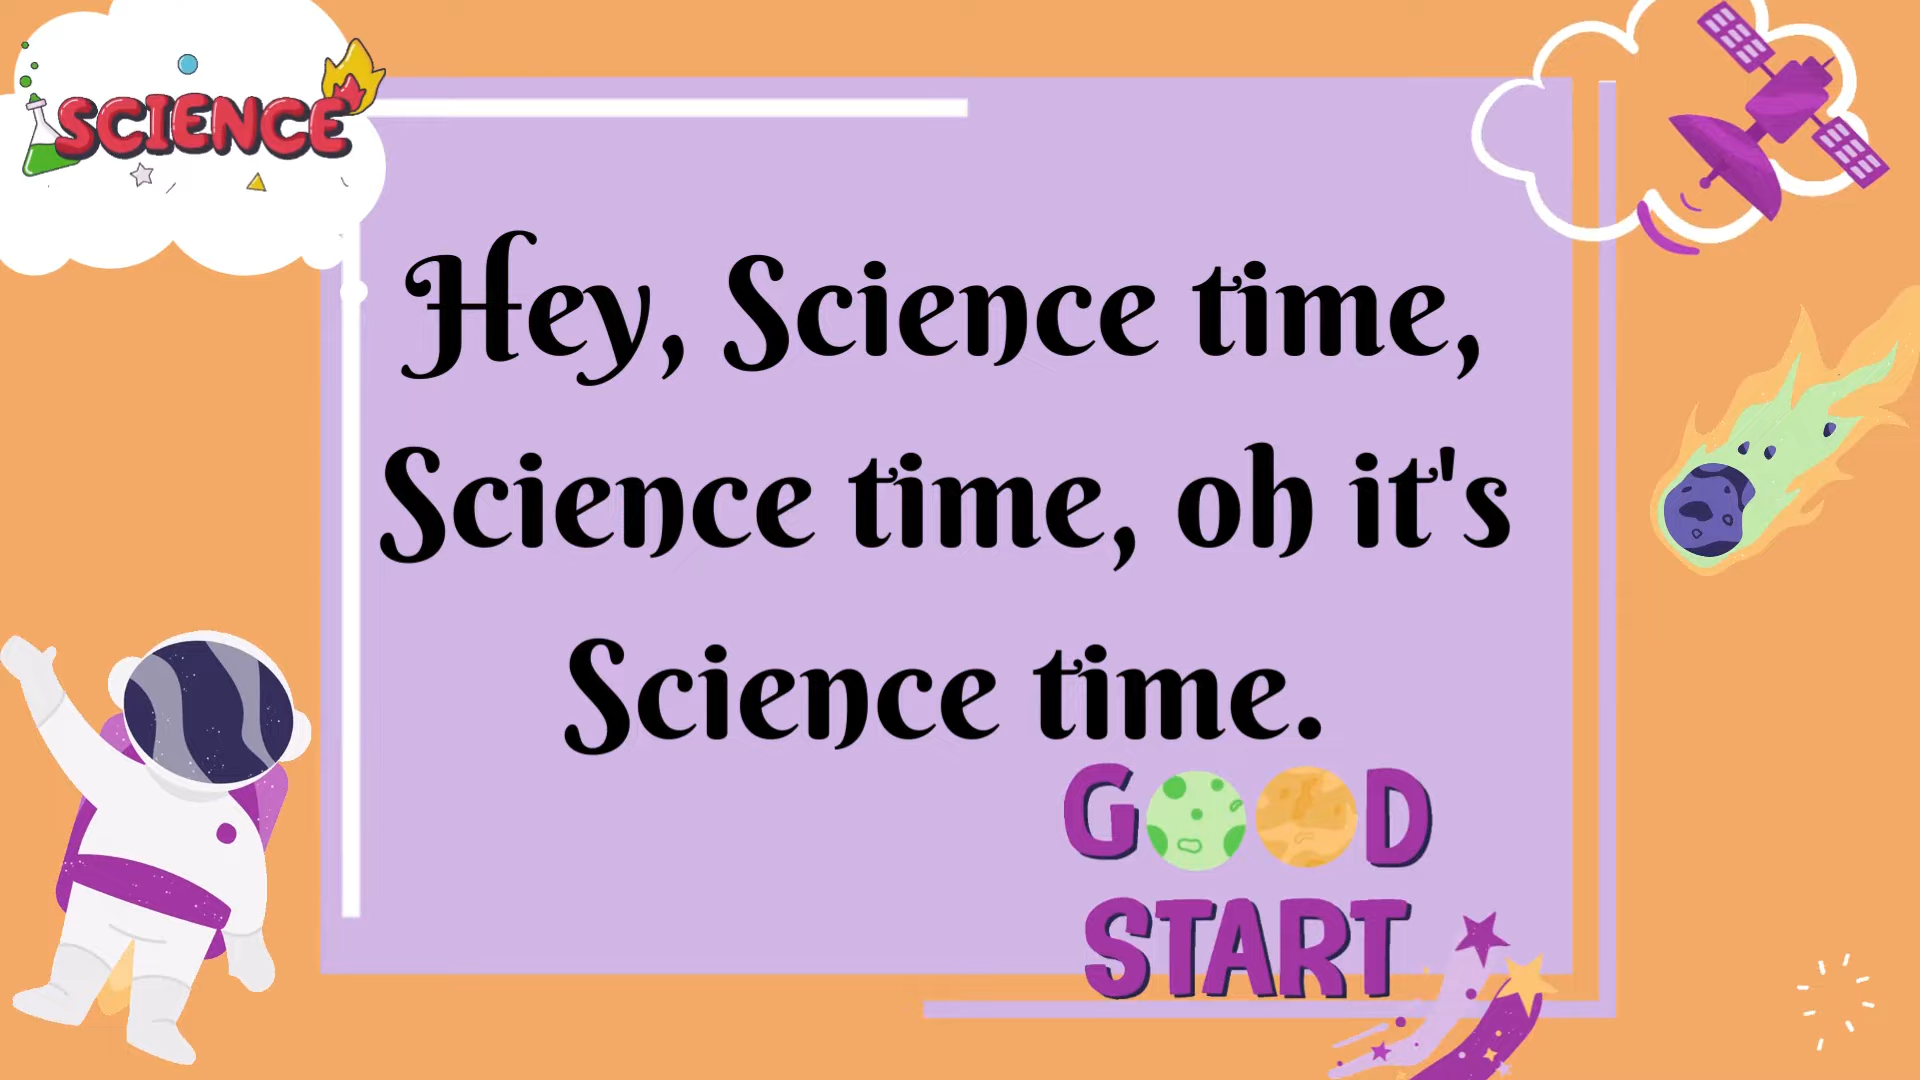 SCIENCE
Hey, Science time,
Science time, oh it's
Science time.
GOOD
START